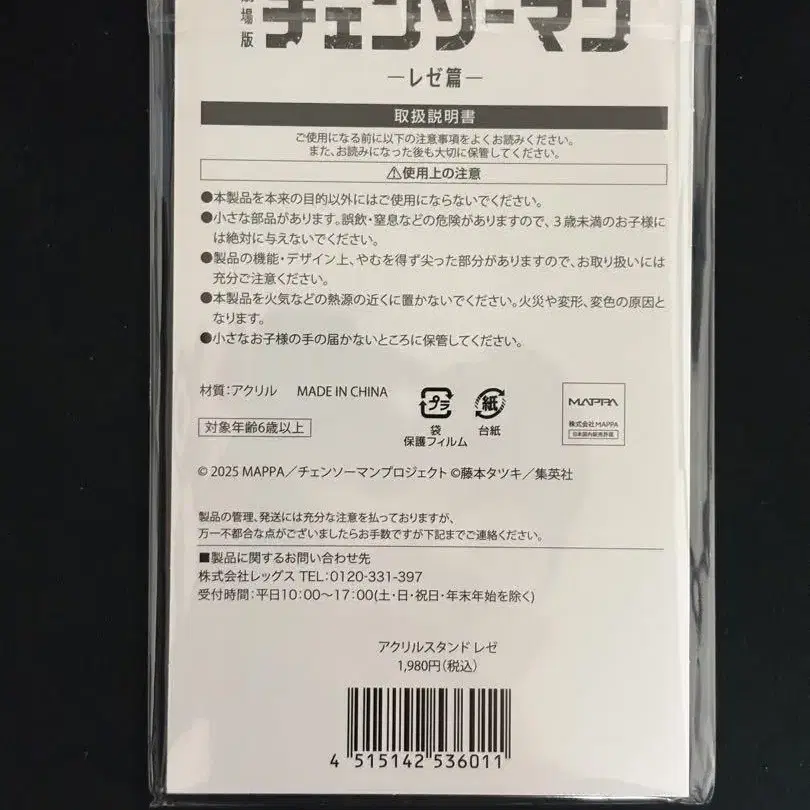 劇場版
チェンソーマン
―レゼ篇―
取扱説明書
ご使用になる前に以下の注意事項をよくお読みください。
また、お読みになった後も大切に保管してください。
⚠使用上の注意
●本製品を本来の目的以外にはご使用にならないでください。
●小さな部品があります。誤飲・窒息などの危険がありますので、3歳未満のお子様に
は絶対に与えないでください。
●製品の機能・デザイン上、やむを得ず尖った部分がありますので、お取り扱いには
充分ご注意ください。
●本製品を火気などの熱源の近くに置かないでください。火災や変形、変色の原因と
なります。
●小さなお子様の手の届かないところに保管してください。
材質：アクリル MADE IN CHINA
対象年齢6歳以上
プラ
袋
保護フィルム
紙
台紙
MAPPA
株式会社MAPPA
日本国内販売許諾
© 2025 MAPPA／チェンソーマンプロジェクト ©藤本タツキ／集英社
製品の管理、発送には充分な注意を払っておりますが、
万一不都合な点がございましたらお手数ですが下記までご連絡ください。
■製品に関するお問い合わせ先
株式会社レッグス TEL：0120-331-397
受付時間：平日10：00～17：00(土・日・祝日・年末年始を除く)
アクリルスタンド レゼ
1,980円（税込）
4 515142 536011